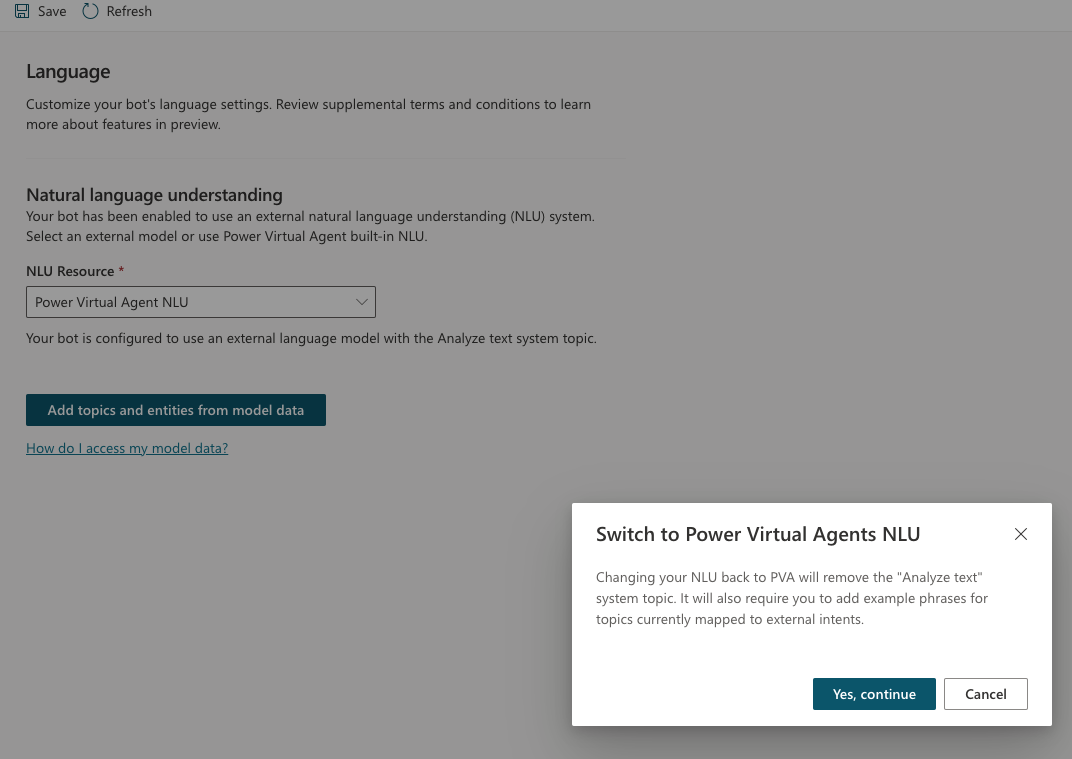 Save Refresh
Language
Customize your bot's language settings. Review supplemental terms and conditions to learn
more about features in preview.
Natural language understanding
Your bot has been enabled to use an external natural language understanding (NLU) system.
Select an external model or use Power Virtual Agent built-in NLU.
NLU Resource *
Power Virtual Agent NLU
Your bot is configured to use an external language model with the Analyze text system topic.
Add topics and entities from model data
How do I access my model data?
Switch to Power Virtual Agents NLU
Changing your NLU back to PVA will remove the "Analyze text"
system topic. It will also require you to add example phrases for
topics currently mapped to external intents.
Yes, continue Cancel